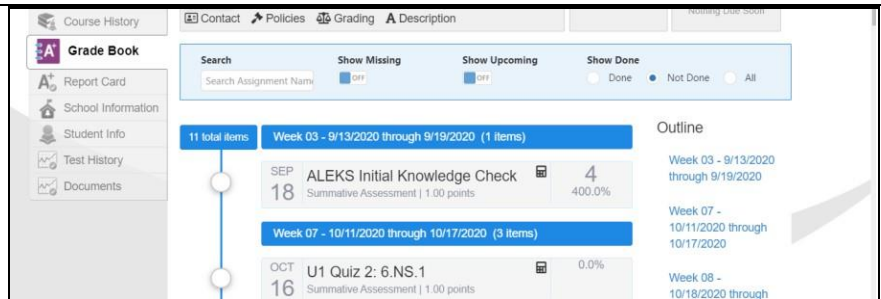 Course History
Grade Book
Report Card
School Information
Student Info
Test History
Documents
Contact Policies Grading A Description
Nothing Due Soon
Search
Search Assignment Nam
Show Missing
OFF
Show Upcoming
OFF
Show Done
Done Not Done All
11 total items
Week 03 - 9/13/2020 through 9/19/2020 (1 items)
SEP
18
ALEKS Initial Knowledge Check
Summative Assessment | 1.00 points
4
400.0%
Week 07 - 10/11/2020 through 10/17/2020 (3 items)
OCT
16
U1 Quiz 2: 6.NS.1
Summative Assessment | 1.00 points
0.0%
Outline
Week 03 - 9/13/2020
through 9/19/2020
Week 07 -
10/11/2020 through
10/17/2020
Week 08 -
10/18/2020 through